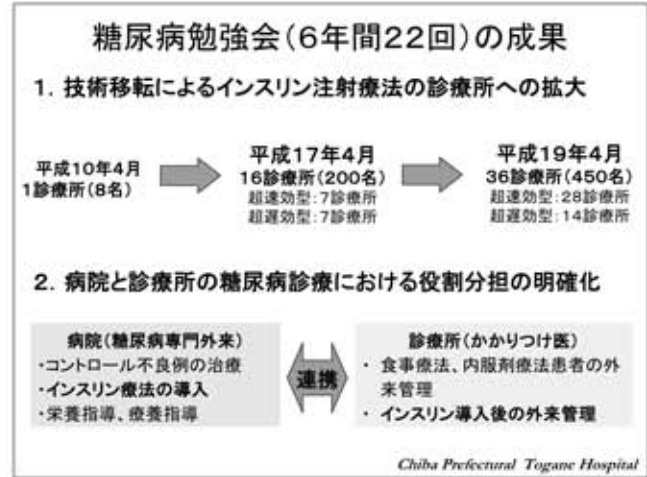 糖尿病勉強会(6年間22回)の成果
1. 技術移転によるインスリン注射療法の診療所への拡大
平成10年4月
1診療所(8名)
平成17年4月
16診療所(200名)
超速効型:7診療所
超遅効型:7診療所
平成19年4月
36診療所(450名)
超速効型:28診療所
超遅効型:14診療所
2. 病院と診療所の糖尿病診療における役割分担の明確化
病院(糖尿病専門外来)
・コントロール不良例の治療
・インスリン療法の導入
・栄養指導、療養指導
連携
診療所(かかりつけ医)
・ 食事療法、内服剤療法患者の外
来管理
・ インスリン導入後の外来管理
Chiba Prefectural Togane Hospital